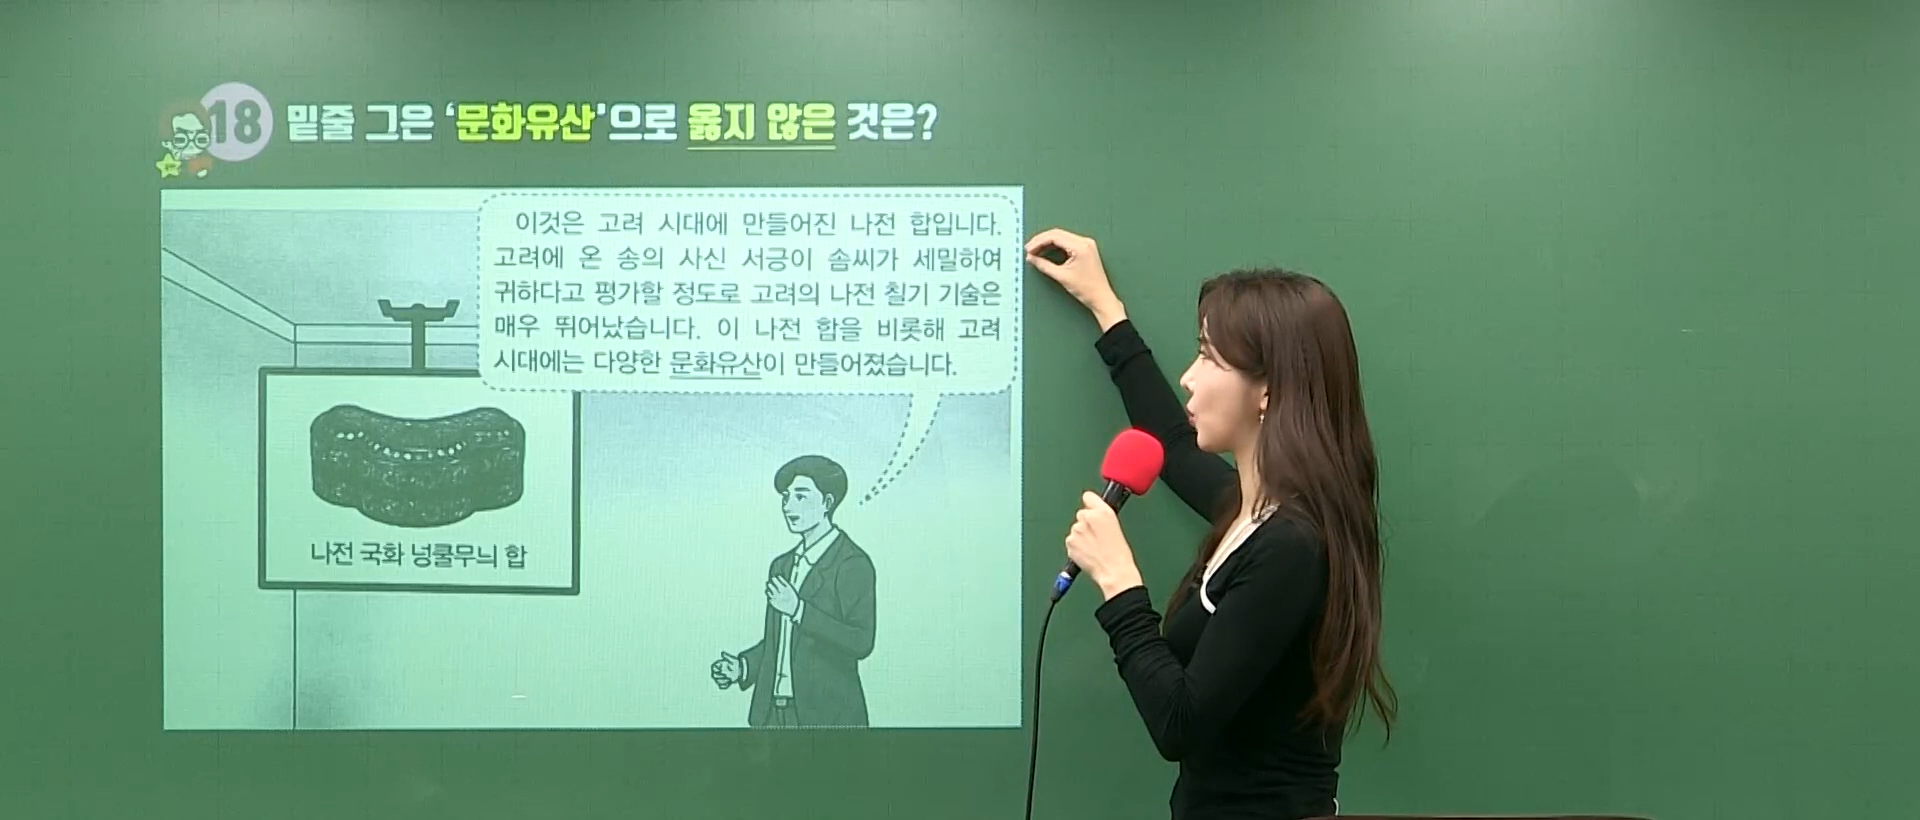 18 밑줄 그은 '문화유산'으로 옳지 않은 것은?
이것은 고려 시대에 만들어진 나전 합입니다.
고려에 온 송의 사신 서긍이 솜씨가 세밀하여
귀하다고 평가할 정도로 고려의 나전 칠기 기술은
매우 뛰어났습니다. 이 나전 합을 비롯해 고려
시대에는 다양한 문화유산이 만들어졌습니다.
나전 국화 넝쿨무늬 합